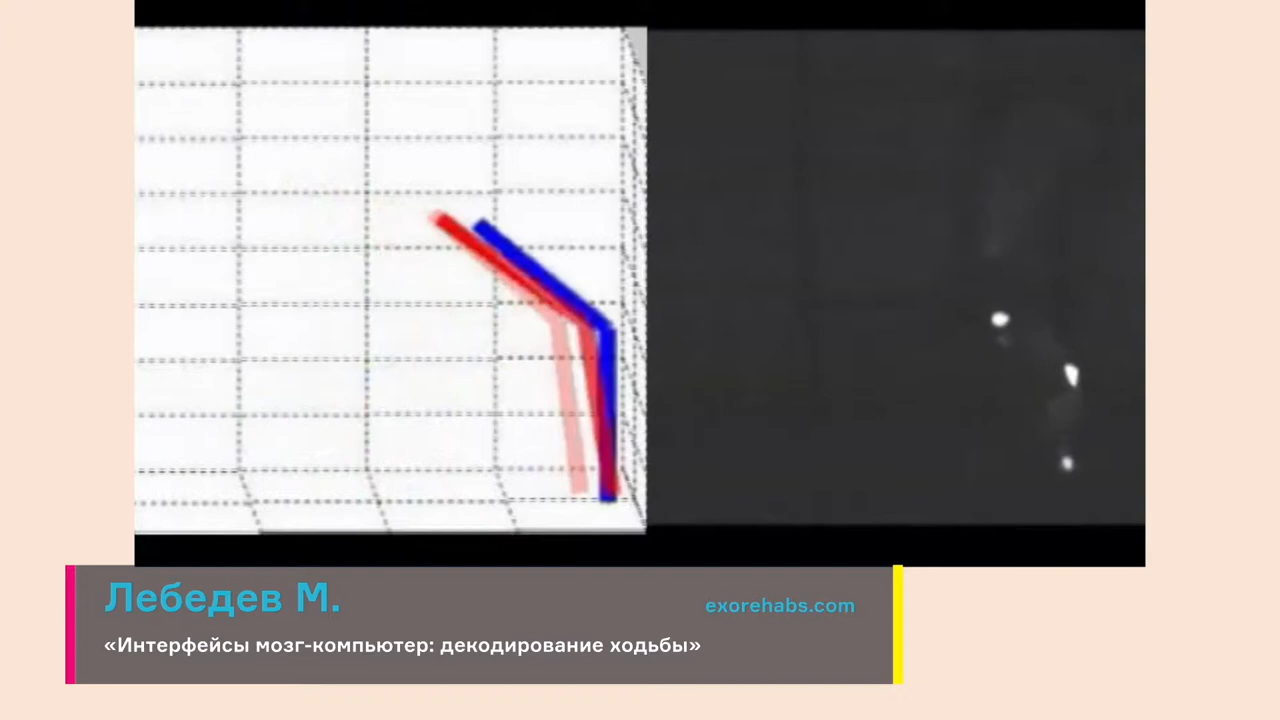 Лебедев М.
exorehabs.com
«Интерфейсы мозг-компьютер: декодирование ходьбы»